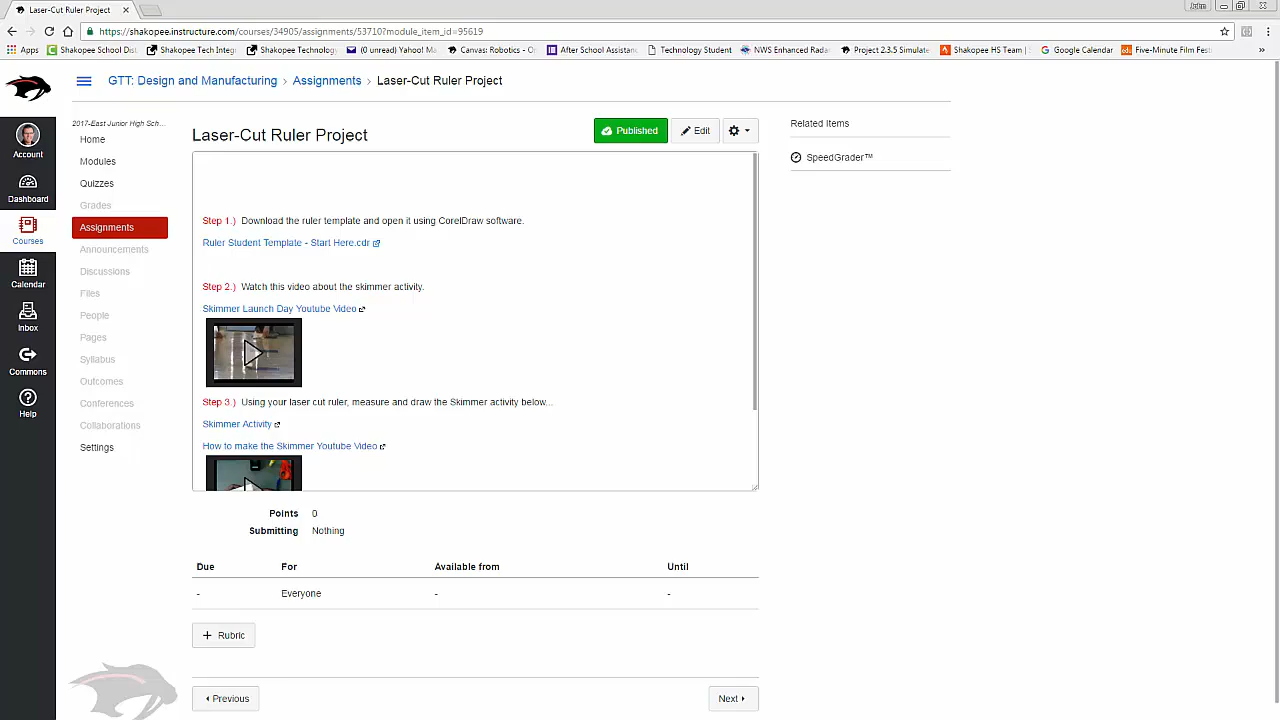 Laser-Cut Ruler Project
John
https://shakopee.instructure.com/courses/34905/assignments/53710?module_item_id=95619
Apps
Shakopee School Dist
Shakopee Tech Integ
Shakopee Technology
(0 unread) Yahoo! Ma
Canvas Robotics - O
After School Assistanc
Technology Student
NWS Enhanced Radar
Project 2.3.5 Simulate
Shakopee HS Team |
Google Calendar
Five-Minute Film Fest
GTT: Design and Manufacturing > Assignments > Laser-Cut Ruler Project
Account
Dashboard
Courses
Calendar
Inbox
Commons
Help
2017-East Junior High Sch...
Home
Modules
Quizzes
Grades
Assignments
Announcements
Discussions
Files
People
Pages
Syllabus
Outcomes
Conferences
Collaborations
Settings
Laser-Cut Ruler Project
Published
Edit
Step 1.) Download the ruler template and open it using CorelDraw software.
Ruler Student Template - Start Here.cdr
Step 2.) Watch this video about the skimmer activity.
Skimmer Launch Day Youtube Video
Step 3.) Using your laser cut ruler, measure and draw the Skimmer activity below...
Skimmer Activity
How to make the Skimmer Youtube Video
Points 0
Submitting Nothing
Due For Available from Until
- Everyone - -
+ Rubric
Previous
Next
Related Items
SpeedGrader™